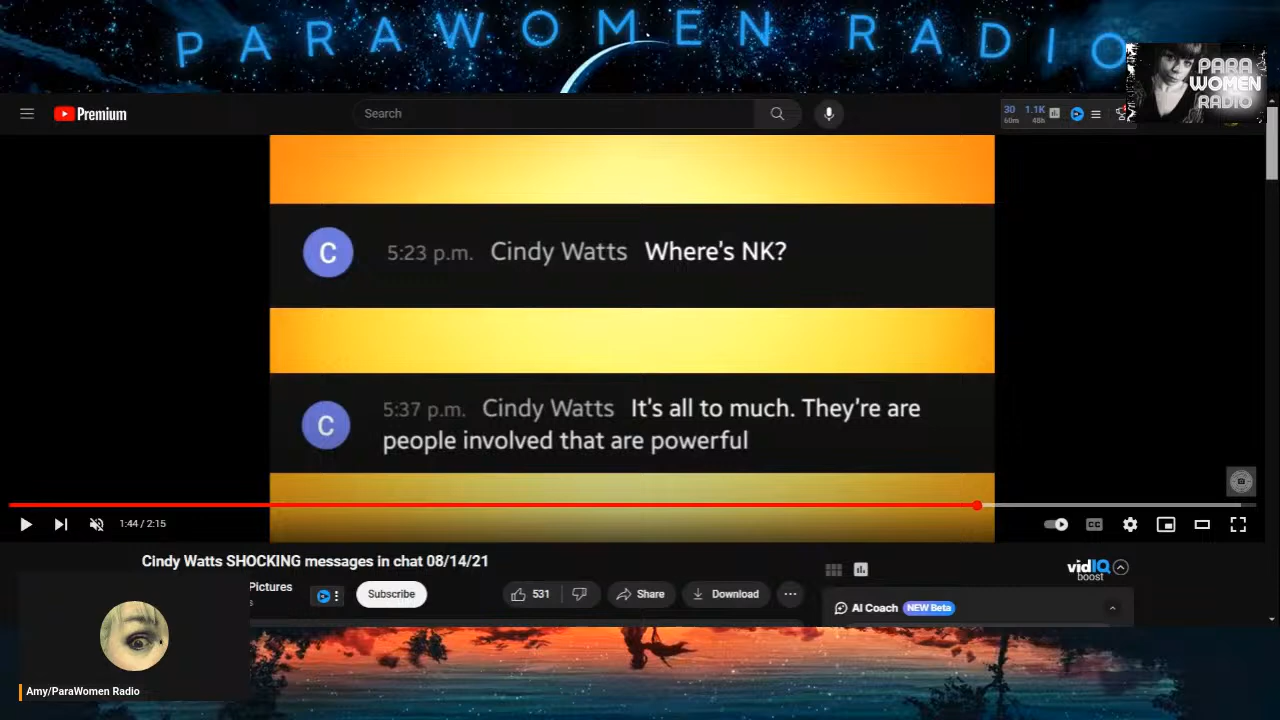 PARAWOMEN RADIO
PARA
WOMEN
RADIO
Premium
Search
30 1.1K
60m 48h
C 5:23 p.m. Cindy Watts Where's NK?
C 5:37 p.m. Cindy Watts It's all to much. They're are
people involved that are powerful
1:44 / 2:15
CC
Cindy Watts SHOCKING messages in chat 08/14/21
vidIQ
boost
Pictures
s
Subscribe
531
Share
Download
AI Coach NEW Beta
Amy/ParaWomen Radio